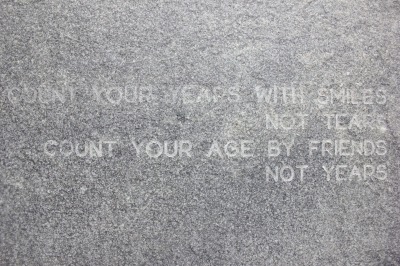 COUNT YOUR YEARS WITH SMILES
NOT TEARS
COUNT YOUR AGE BY FRIENDS
NOT YEARS